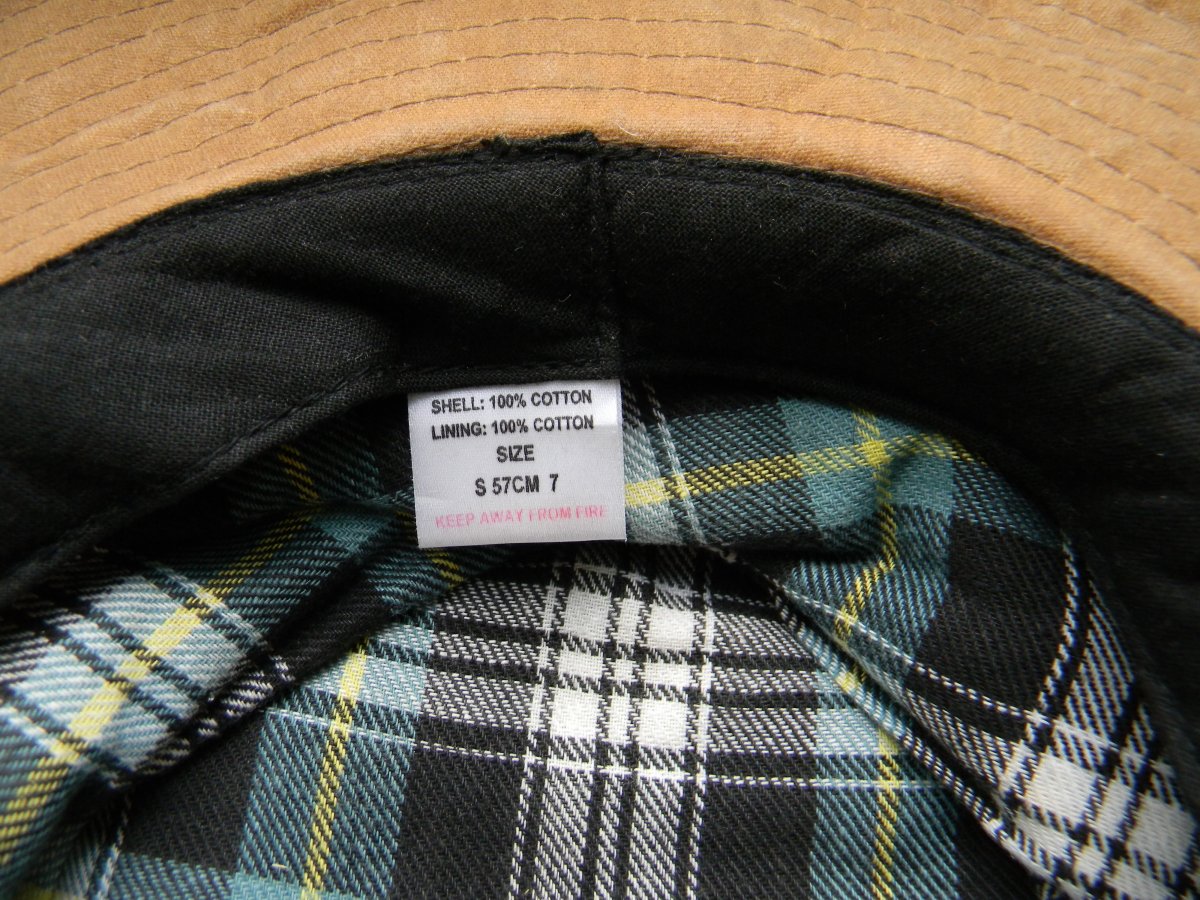 SHELL: 100% COTTON
LINING: 100% COTTON
SIZE
S 57CM 7
KEEP AWAY FROM FIRE